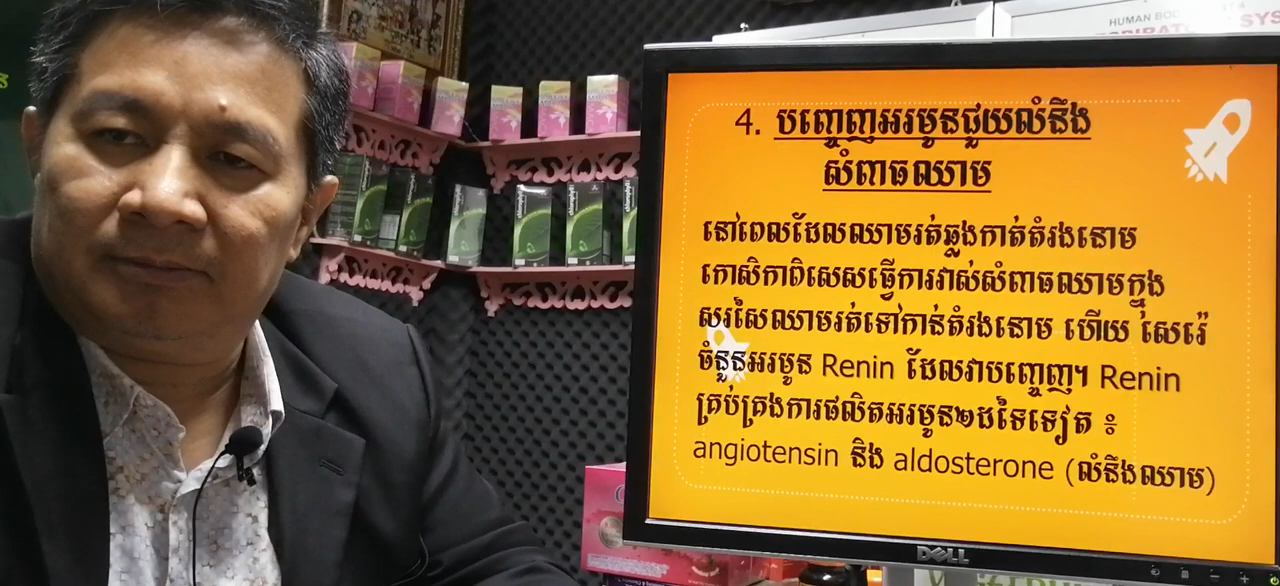 HUMAN BOD
4. បញ្ចេញអរមូនជួយលំនឹង
សំពាធឈាម
នៅពេលដែលឈាមរត់ឆ្លងកាត់តំរងនោម
កោសិកាពិសេសធ្វើការវាស់សំពាធឈាមក្នុង
សរសៃឈាមរត់ទៅកាន់តំរងនោម ហើយ សេរ៉េ
ចំនួនអរមូន Renin ដែលវាបញ្ចេញ។ Renin
គ្រប់គ្រងការផលិតអរមូន២ដទៃទៀត ៖
angiotensin និង aldosterone (លំនឹងឈាម)
DELL
chlorophyll
chlorophyll